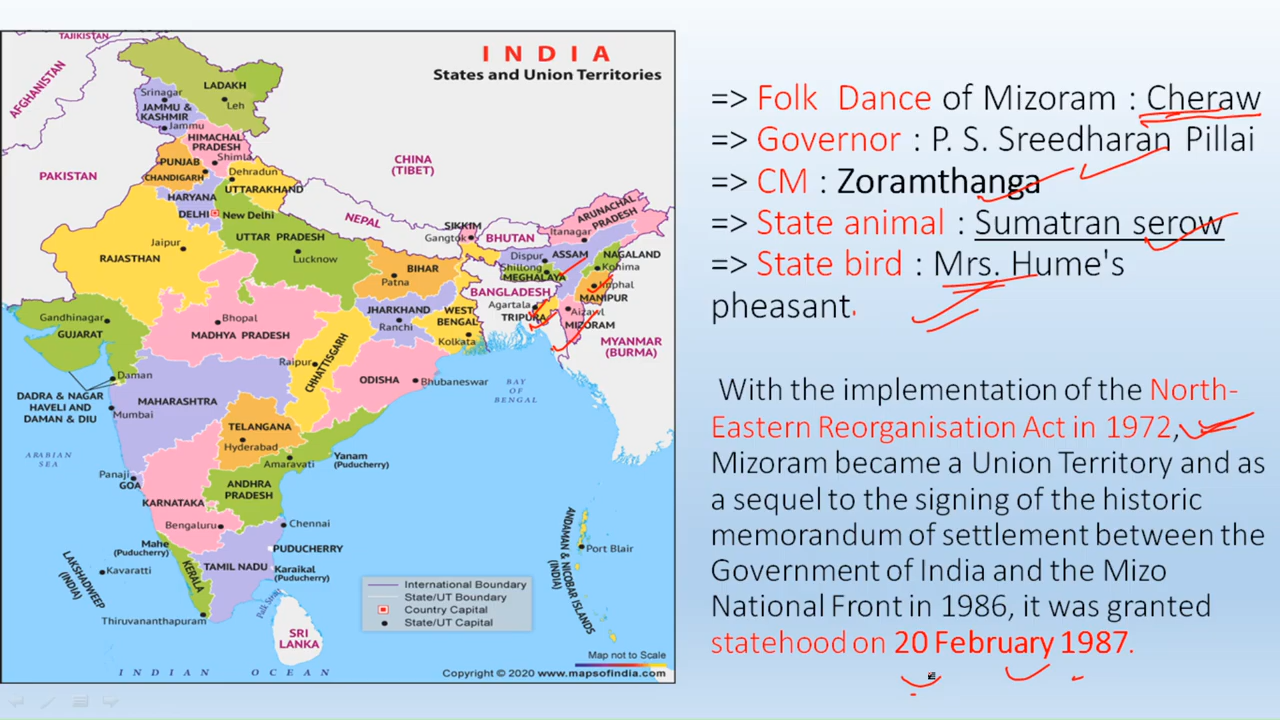 INDIA
States and Union Territories
TAJIKISTAN
AFGHANISTAN
PAKISTAN
CHINA
(TIBET)
NEPAL
BHUTAN
BANGLADESH
MYANMAR
(BURMA)
SRI
LANKA
LADAKH
Leh
Srinagar
JAMMU &
KASHMIR
Jammu
HIMACHAL
PRADESH
Shimla
PUNJAB
CHANDIGARH
Dehradun
UTTARAKHAND
HARYANA
DELHI
New Delhi
UTTAR PRADESH
Lucknow
Jaipur
RAJASTHAN
SIKKIM
Gangtok
ARUNACHAL
PRADESH
Itanagar
Dispur
ASSAM
NAGALAND
Kohima
Shillong
MEGHALAYA
Imphal
MANIPUR
Agartala
TRIPURA
Aizawl
MIZORAM
BIHAR
Patna
JHARKHAND
Ranchi
WEST
BENGAL
Kolkata
Gandhinagar
GUJARAT
Bhopal
MADHYA PRADESH
Raipur
CHHATTISGARH
ODISHA
Bhubaneswar
Daman
DADRA & NAGAR
HAVELI AND
DAMAN & DIU
Mumbai
MAHARASHTRA
TELANGANA
Hyderabad
Amaravati
Yanam
(Puducherry)
ANDHRA
PRADESH
Panaji
GOA
KARNATAKA
Bengaluru
Chennai
Mahe
(Puducherry)
PUDUCHERRY
TAMIL NADU
Karaikal
(Puducherry)
KERALA
Thiruvananthapuram
LAKSHADWEEP
(INDIA)
Kavaratti
ANDAMAN & NICOBAR ISLANDS
(INDIA)
Port Blair
ARABIAN
SEA
BAY
OF
BENGAL
Palk Strait
INDIAN OCEAN
International Boundary
State/UT Boundary
Country Capital
State/UT Capital
Map not to Scale
Copyright © 2020 www.mapsofindia.com
=> Folk Dance of Mizoram : Cheraw
=> Governor : P. S. Sreedharan Pillai
=> CM : Zoramthanga
=> State animal : Sumatran serow
=> State bird : Mrs. Hume's
pheasant.
With the implementation of the North-
Eastern Reorganisation Act in 1972,
Mizoram became a Union Territory and as
a sequel to the signing of the historic
memorandum of settlement between the
Government of India and the Mizo
National Front in 1986, it was granted
statehood on 20 February 1987.